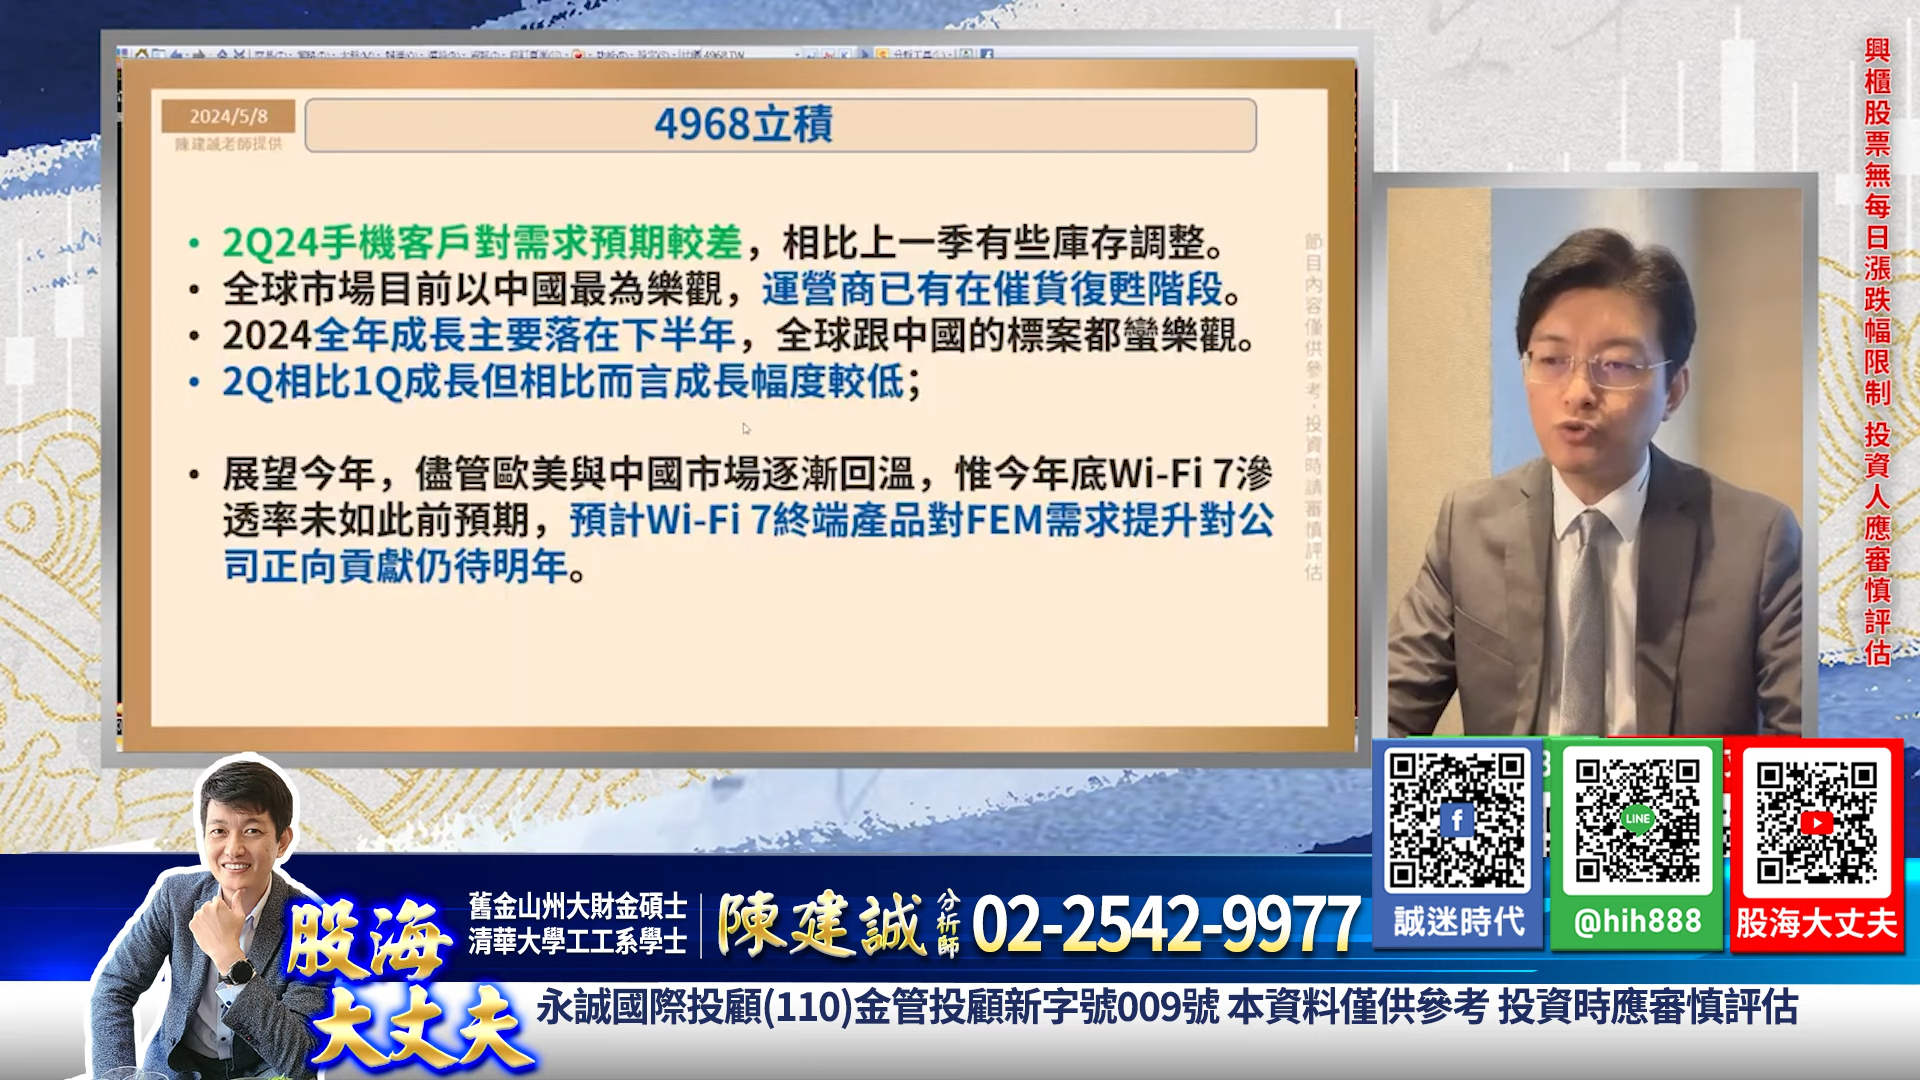 2024/5/8
陳建誠老師提供
4968立積
• 2Q24手機客戶對需求預期較差，相比上一季有些庫存調整。
• 全球市場目前以中國最為樂觀，運營商已有在催貨復甦階段。
• 2024全年成長主要落在下半年，全球跟中國的標案都蠻樂觀。
• 2Q相比1Q成長但相比而言成長幅度較低；
• 展望今年，儘管歐美與中國市場逐漸回溫，惟今年底Wi-Fi 7滲
透率未如此前預期，預計Wi-Fi 7終端產品對FEM需求提升對公
司正向貢獻仍待明年。
節目內容僅供參考，投資時請審慎評估
興櫃股票無每日漲跌幅限制 投資人應審慎評估
誠迷時代
LINE
@hih888
股海大丈夫
股海
大丈夫
舊金山州大財金碩士
清華大學工工系學士
陳建誠 分析師 02-2542-9977
永誠國際投顧(110)金管投顧新字號009號 本資料僅供參考 投資時應審慎評估